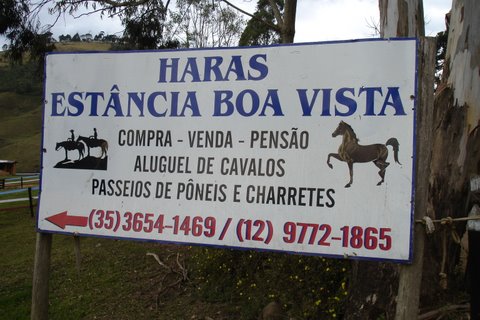 HARAS
ESTÂNCIA BOA VISTA
COMPRA - VENDA - PENSÃO
ALUGUEL DE CAVALOS
PASSEIOS DE PÔNEIS E CHARRETES
(35) 3654-1469 / (12) 9772-1865